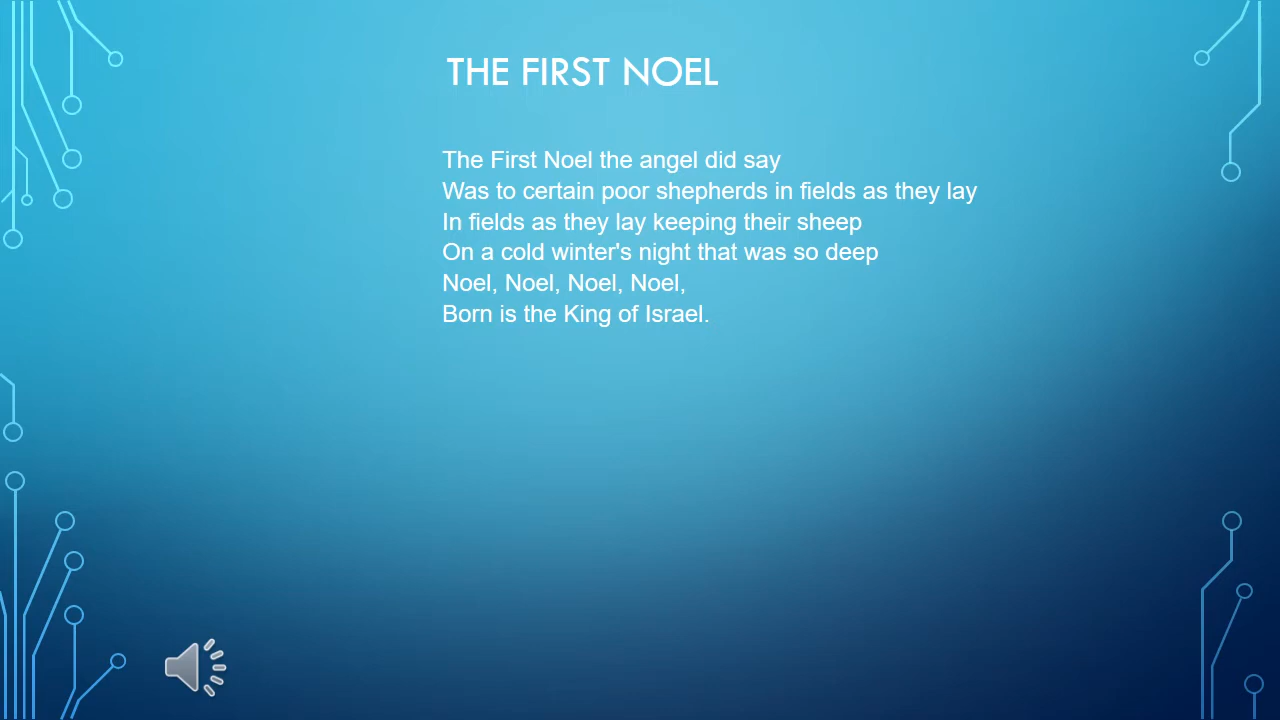 THE FIRST NOEL
The First Noel the angel did say
Was to certain poor shepherds in fields as they lay
In fields as they lay keeping their sheep
On a cold winter's night that was so deep
Noel, Noel, Noel, Noel,
Born is the King of Israel.